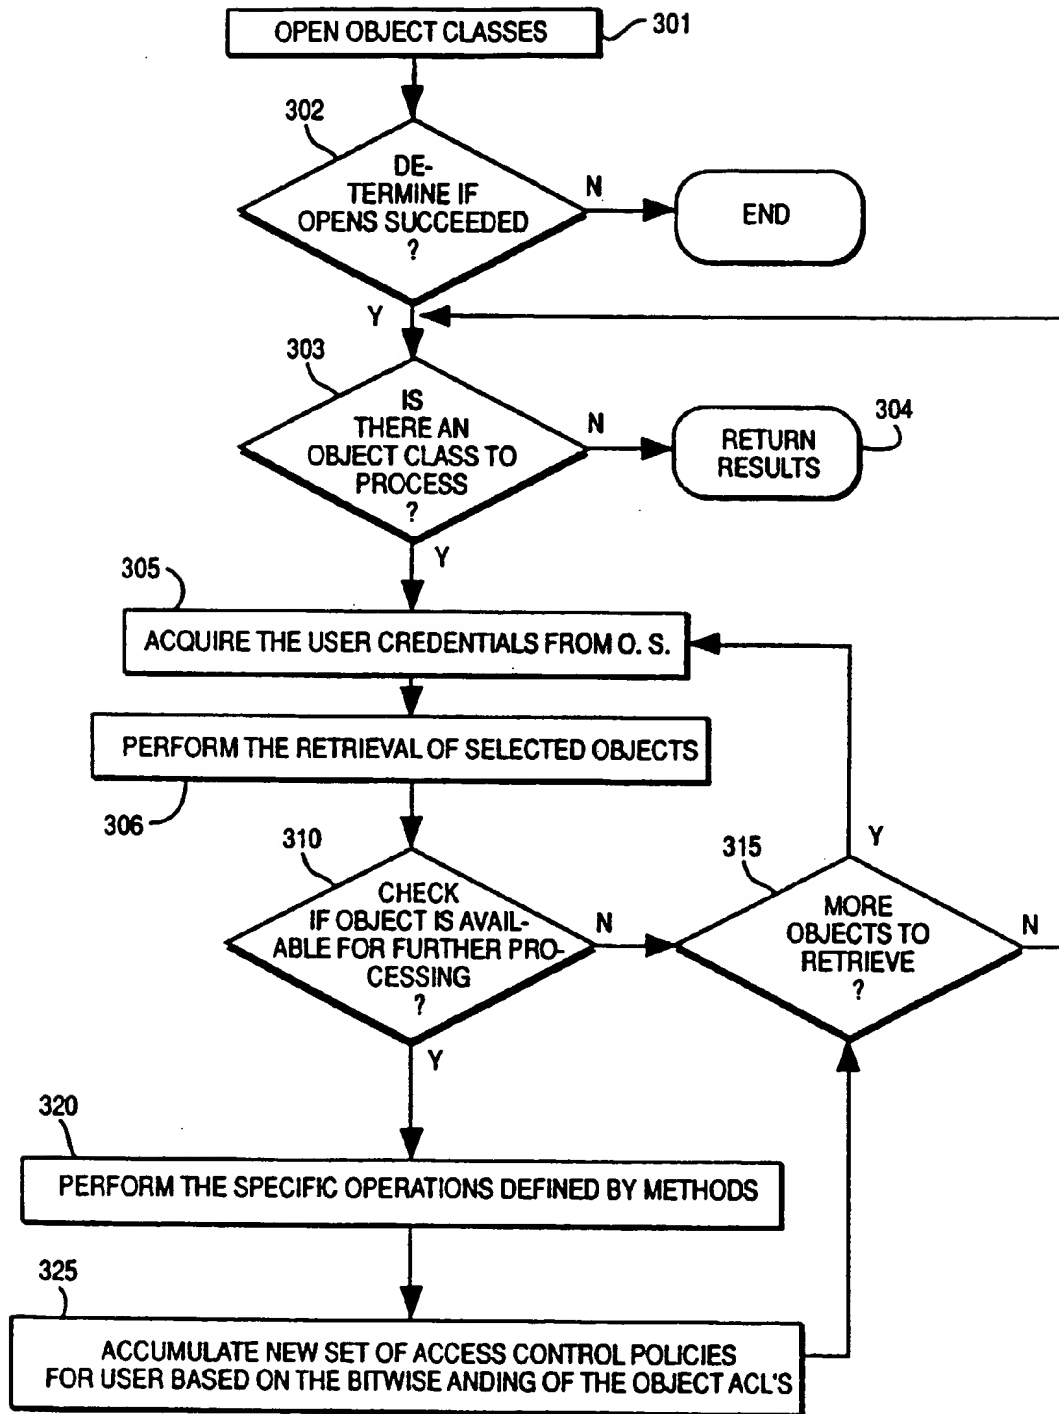 OPEN OBJECT CLASSES
301
302
DE-
TERMINE IF
OPENS SUCCEEDED
?
N
END
Y
303
IS
THERE AN
OBJECT CLASS TO
PROCESS
?
N
RETURN
RESULTS
304
Y
305
ACQUIRE THE USER CREDENTIALS FROM O. S.
PERFORM THE RETRIEVAL OF SELECTED OBJECTS
306
310
CHECK
IF OBJECT IS AVAIL-
ABLE FOR FURTHER PRO-
CESSING
?
N
315
Y
MORE
OBJECTS TO
RETRIEVE
?
N
Y
320
PERFORM THE SPECIFIC OPERATIONS DEFINED BY METHODS
325
ACCUMULATE NEW SET OF ACCESS CONTROL POLICIES
FOR USER BASED ON THE BITWISE ANDING OF THE OBJECT ACL'S